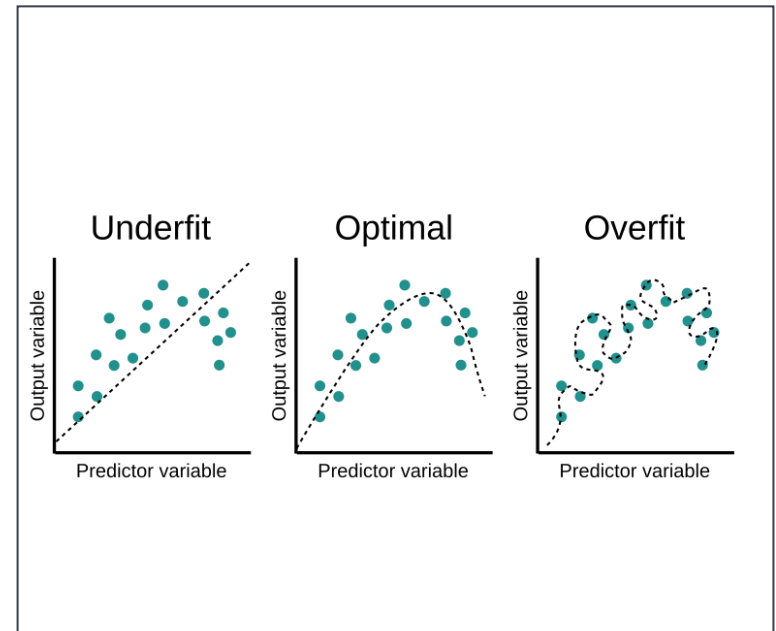 Underfit
Optimal
Overfit
Output variable
Output variable
Output variable
Predictor variable
Predictor variable
Predictor variable